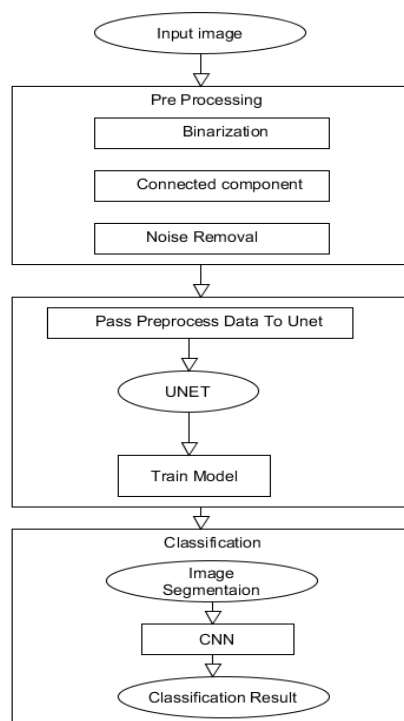 Input image
Pre Processing
Binarization
Connected component
Noise Removal
Pass Preprocess Data To Unet
UNET
Train Model
Classification
Image
Segmentaion
CNN
Classification Result